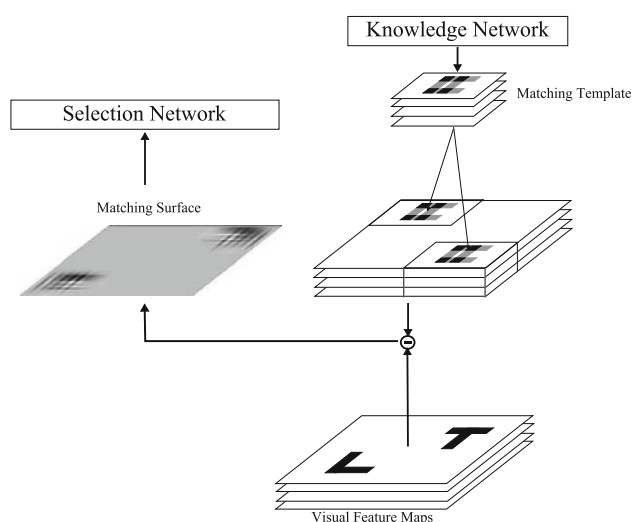 Knowledge Network
Matching Template
Selection Network
Matching Surface
L T
Visual Feature Maps